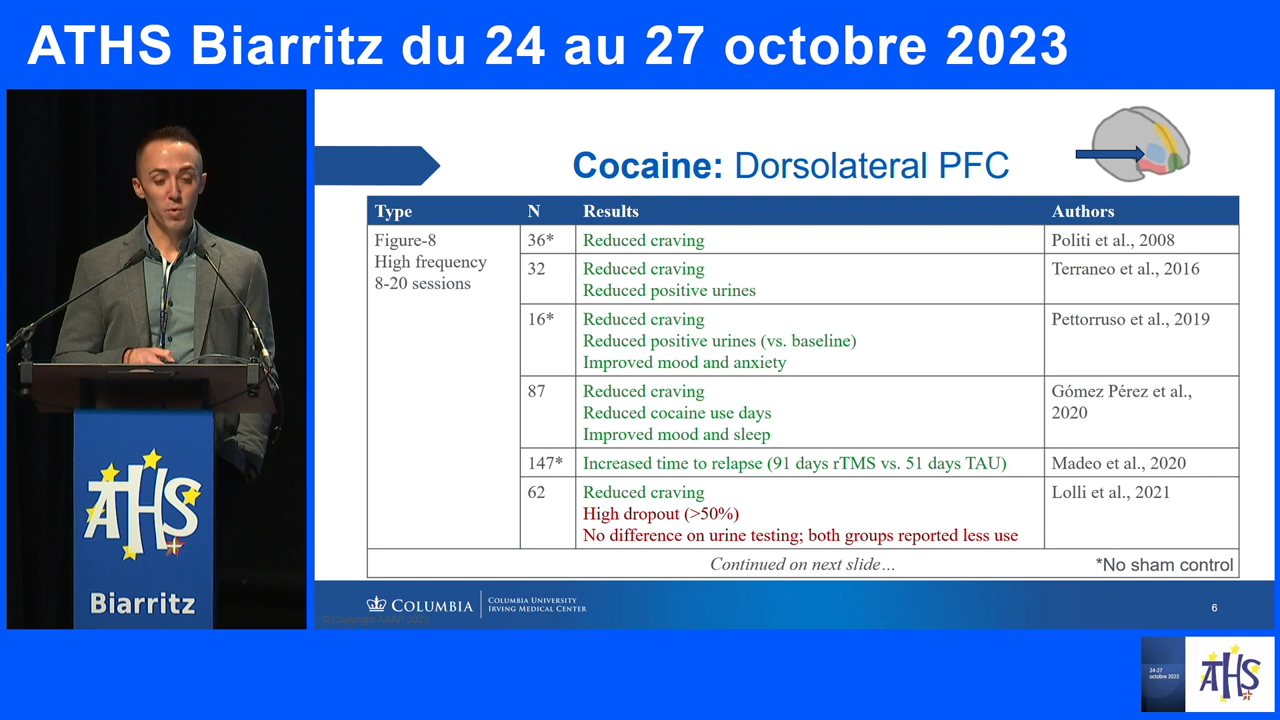 ATHS Biarritz du 24 au 27 octobre 2023
Cocaine: Dorsolateral PFC
Type N Results Authors
Figure-8
High frequency
8-20 sessions
36* Reduced craving Politi et al., 2008
32 Reduced craving Terraneo et al., 2016
Reduced positive urines
16* Reduced craving Pettorruso et al., 2019
Reduced positive urines (vs. baseline)
Improved mood and anxiety
87 Reduced craving Gómez Pérez et al.,
Reduced cocaine use days 2020
Improved mood and sleep
147* Increased time to relapse (91 days rTMS vs. 51 days TAU) Madeo et al., 2020
62 Reduced craving Lolli et al., 2021
High dropout (>50%)
No difference on urine testing; both groups reported less use
Continued on next slide… *No sham control
COLUMBIA
COLUMBIA UNIVERSITY
IRVING MEDICAL CENTER
6
© Copyright AAAP 2023
ATHS
Biarritz
24-27
octobre 2023
ATHS